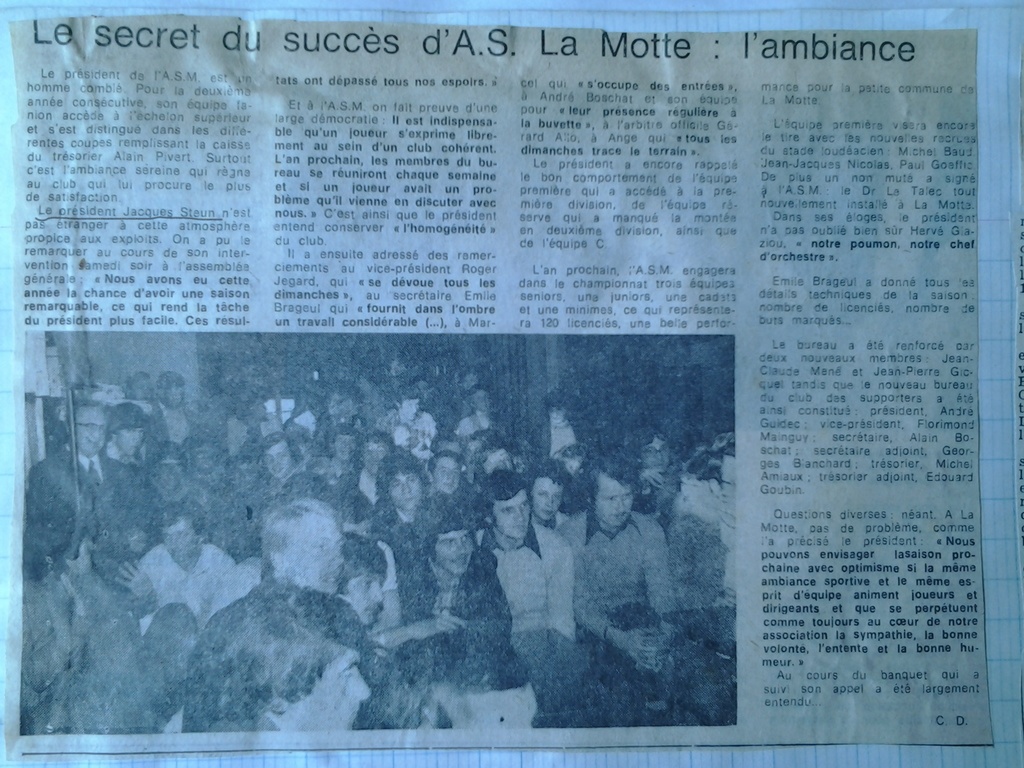 Le secret du succès d'A.S. La Motte : l'ambiance
Le président de l'A.S.M. est un
homme comblé. Pour la deuxième
année consécutive, son équipe fa-
nion accède à l'échelon supérieur
et s'est distingué dans les diffé-
rentes coupes remplissant la caisse
du trésorier Alain Pivert. Surtout
c'est l'ambiance sereine qui règna
au club qui lui procure le plus
de satisfaction.
Le président Jacques Staun n'est
pas étranger à cette atmosphère
propice aux exploits. On a pu le
remarquer au cours de son inter-
vention samedi soir à l'assemblée
générale : « Nous avons eu cette
année la chance d'avoir une saison
remarquable, ce qui rend la tâche
du président plus facile. Ces résul-
tats ont dépassé tous nos espoirs. »
Et à l'A.S.M. on fait preuve d'une
large démocratie : Il est indispensa-
ble qu'un joueur s'exprime libre-
ment au sein d'un club cohérent.
L'an prochain, les membres du bu-
reau se réuniront chaque semaine
et si un joueur avait un pro-
blème qu'il vienne en discuter avec
nous. » C'est ainsi que le président
entend conserver « l'homogénéité »
du club.
Il a ensuite adressé des remer-
ciements au vice-président Roger
Jegard, qui « se dévoue tous les
dimanches », au secrétaire Emile
Brageul qui « fournit dans l'ombre
un travail considérable (...), à Mar-
cel qui « s'occupe des entrées »,
à André Boschat et son équipe
pour « leur présence régulière à
la buvette », à l'arbitre officile Gé-
rard Allo, à Ange qui « tous les
dimanches trace le terrain ».
Le président a encore rappelé
le bon comportement de l'équipe
première qui a accédé à la pre-
mière division, de l'équipe ré-
serve qui a manqué la montée
en deuxième division, ainsi que
de l'équipe C.
L'an prochain, l'A.S.M. engagera
dans le championnat trois équipes
seniors, une juniors, une cadets
et une minimes, ce qui représente-
ra 120 licenciés, une belle perfor-
mance pour la petite commune de
La Motte.
L'équipe première visera encore
le titre avec les nouvelles recrues
du stade loudéacien : Michel Baud,
Jean-Jacques Nicolas, Paul Goaffic.
De plus un non muté a signé
à l'A.S.M. : le Dr Le Talec tout
nouvellement installé à La Motte.
Dans ses éloges, le président
n'a pas oublié bien sûr Hervé Gla-
ziou, « notre poumon, notre chef
d'orchestre ».
Emile Brageul a donné tous les
détails techniques de la saison :
nombre de licenciés, nombre de
buts marqués...
Le bureau a été renforcé par
deux nouveaux membres : Jean-
Claude Mené et Jean-Pierre Gic-
quel tandis que le nouveau bureau
du club des supporters a été
ainsi constitué : président, André
Guidec ; vice-président, Florimond
Mainguy ; secrétaire, Alain Bo-
schat ; secrétaire adjoint, Geor-
ges Blanchard ; trésorier, Michel
Amiaux ; trésorier adjoint, Edouard
Goubin.
Questions diverses : néant. A La
Motte, pas de problème, comme
l'a précisé le président : « Nous
pouvons envisager lasaison pro-
chaine avec optimisme si la même
ambiance sportive et le même es-
prit d'équipe animent joueurs et
dirigeants et que se perpétuent
comme toujours au cœur de notre
association la sympathie, la bonne
volonté, l'entente et la bonne hu-
meur. »
Au cours du banquet qui a
suivi son appel a été largement
entendu...
C. D.